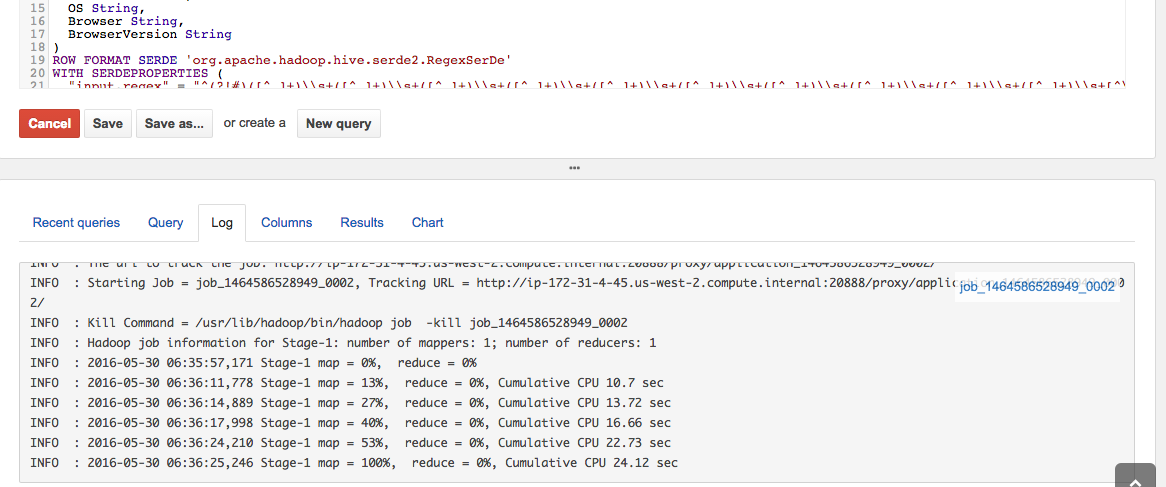 15 OS String,
16 Browser String,
17 BrowserVersion String
18 )
19 ROW FORMAT SERDE 'org.apache.hadoop.hive.serde2.RegexSerDe'
20 WITH SERDEPROPERTIES (
21 "input.regex" = "^(?!#)([^ ]+)\\s+([^ ]+)\\s+([^ ]+)\\s+([^ ]+)\\s+([^ ]+)\\s+([^ ]+)\\s+([^ ]+)\\s+([^ ]+)\\s+([^ ]+)\\s+([^ ]+)\\s+[^\
Cancel Save Save as... or create a New query
Recent queries Query Log Columns Results Chart
INFO : The url to track the job: http://ip-172-31-4-45.us-west-2.compute.internal:20888/proxy/application_1464586528949_0002/
INFO : Starting Job = job_1464586528949_0002, Tracking URL = http://ip-172-31-4-45.us-west-2.compute.internal:20888/proxy/applic
job_1464586528949_0002
2/
INFO : Kill Command = /usr/lib/hadoop/bin/hadoop job -kill job_1464586528949_0002
INFO : Hadoop job information for Stage-1: number of mappers: 1; number of reducers: 1
INFO : 2016-05-30 06:35:57,171 Stage-1 map = 0%, reduce = 0%
INFO : 2016-05-30 06:36:11,778 Stage-1 map = 13%, reduce = 0%, Cumulative CPU 10.7 sec
INFO : 2016-05-30 06:36:14,889 Stage-1 map = 27%, reduce = 0%, Cumulative CPU 13.72 sec
INFO : 2016-05-30 06:36:17,998 Stage-1 map = 40%, reduce = 0%, Cumulative CPU 16.66 sec
INFO : 2016-05-30 06:36:24,210 Stage-1 map = 53%, reduce = 0%, Cumulative CPU 22.73 sec
INFO : 2016-05-30 06:36:25,246 Stage-1 map = 100%, reduce = 0%, Cumulative CPU 24.12 sec